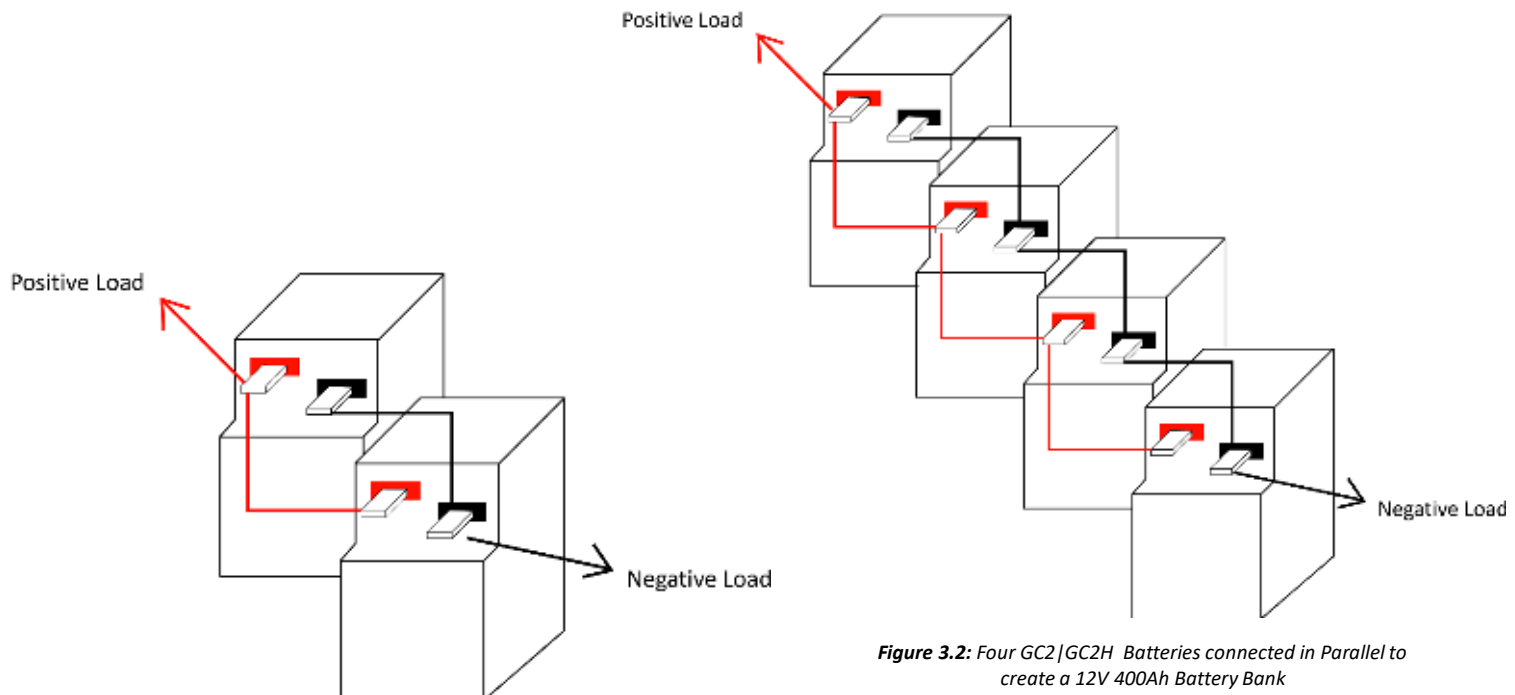 Positive Load
Negative Load
Positive Load
Negative Load
Figure 3.2: Four GC2|GC2H Batteries connected in Parallel to
create a 12V 400Ah Battery Bank